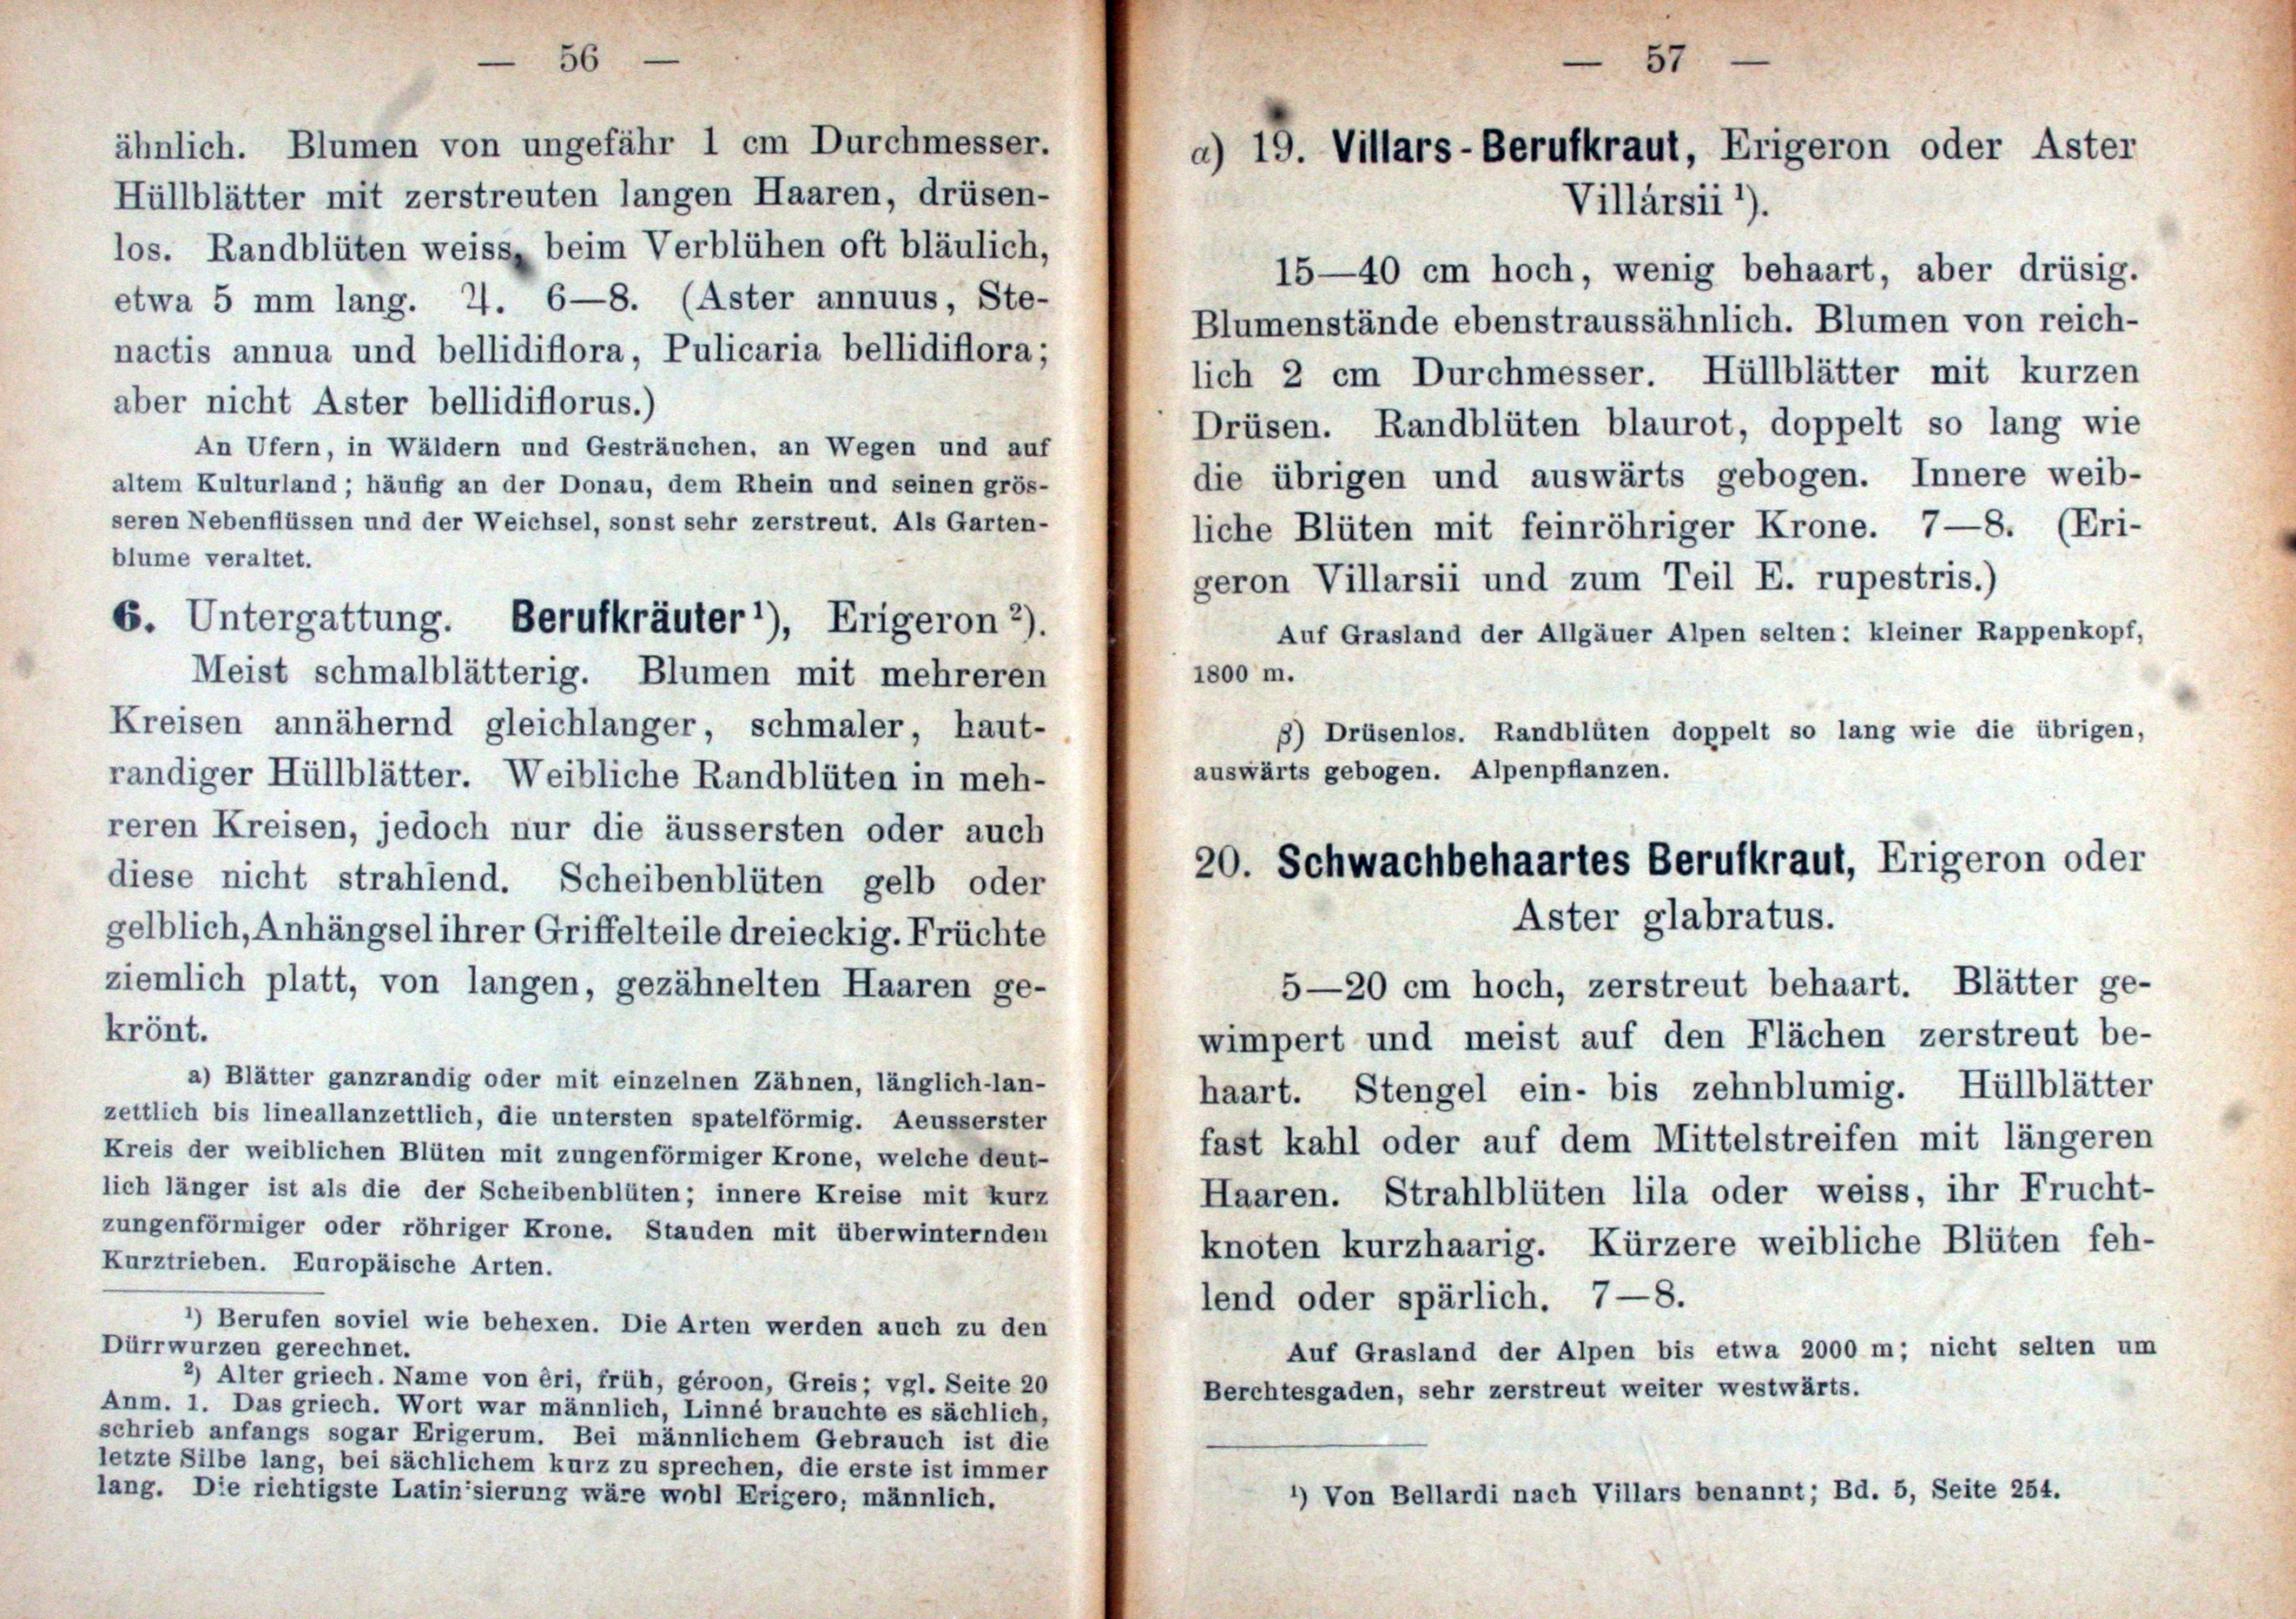 — 56 —
ähnlich. Blumen von ungefähr 1 cm Durchmesser.
Hüllblätter mit zerstreuten langen Haaren, drüsen-
los. Randblüten weiss, beim Verblühen oft bläulich,
etwa 5 mm lang. ♃. 6—8. (Aster annuus, Ste-
nactis annua und bellidiflora, Pulicaria bellidiflora;
aber nicht Aster bellidiflorus.)
An Ufern, in Wäldern und Gesträuchen, an Wegen und auf
altem Kulturland; häufig an der Donau, dem Rhein und seinen grös-
seren Nebenflüssen und der Weichsel, sonst sehr zerstreut. Als Garten-
blume veraltet.
6. Untergattung. Berufkräuter¹), Erigeron²).
Meist schmalblätterig. Blumen mit mehreren
Kreisen annähernd gleichlanger, schmaler, haut-
randiger Hüllblätter. Weibliche Randblüten in meh-
reren Kreisen, jedoch nur die äussersten oder auch
diese nicht strahlend. Scheibenblüten gelb oder
gelblich, Anhängsel ihrer Griffelteile dreieckig. Früchte
ziemlich platt, von langen, gezähnelten Haaren ge-
krönt.
a) Blätter ganzrandig oder mit einzelnen Zähnen, länglich-lan-
zettlich bis lineallanzettlich, die untersten spatelförmig. Aeusserster
Kreis der weiblichen Blüten mit zungenförmiger Krone, welche deut-
lich länger ist als die der Scheibenblüten; innere Kreise mit kurz
zungenförmiger oder röhriger Krone. Standen mit überwinternden
Kurztrieben. Europäische Arten.
¹) Berufen soviel wie behexen. Die Arten werden auch zu den
Dürrwurzen gerechnet.
²) Alter griech. Name von êri, früh, géroon, Greis; vgl. Seite 20
Anm. 1. Das griech. Wort war männlich, Linné brauchte es sächlich,
schrieb anfangs sogar Erigerum. Bei männlichem Gebrauch ist die
letzte Silbe lang, bei sächlichem kurz zu sprechen, die erste ist immer
lang. Die richtigste Latinisierung wäre wohl Erigero, männlich.
— 57 —
α) 19. Villars-Berufkraut, Erigeron oder Aster
Villársii¹).
15—40 cm hoch, wenig behaart, aber drüsig.
Blumenstände ebenstraussähnlich. Blumen von reich-
lich 2 cm Durchmesser. Hüllblätter mit kurzen
Drüsen. Randblüten blaurot, doppelt so lang wie
die übrigen und auswärts gebogen. Innere weib-
liche Blüten mit feinröhriger Krone. 7—8. (Eri-
geron Villarsii und zum Teil E. rupestris.)
Auf Grasland der Allgäuer Alpen selten: kleiner Rappenkopf,
1800 m.
β) Drüsenlos. Randblüten doppelt so lang wie die übrigen,
auswärts gebogen. Alpenpflanzen.
20. Schwachbehaartes Berufkraut, Erigeron oder
Aster glabratus.
5—20 cm hoch, zerstreut behaart. Blätter ge-
wimpert und meist auf den Flächen zerstreut be-
haart. Stengel ein- bis zehnblumig. Hüllblätter
fast kahl oder auf dem Mittelstreifen mit längeren
Haaren. Strahlblüten lila oder weiss, ihr Frucht-
knoten kurzhaarig. Kürzere weibliche Blüten feh-
lend oder spärlich. 7—8.
Auf Grasland der Alpen bis etwa 2000 m; nicht selten um
Berchtesgaden, sehr zerstreut weiter westwärts.
¹) Von Bellardi nach Villars benannt; Bd. 5, Seite 254.